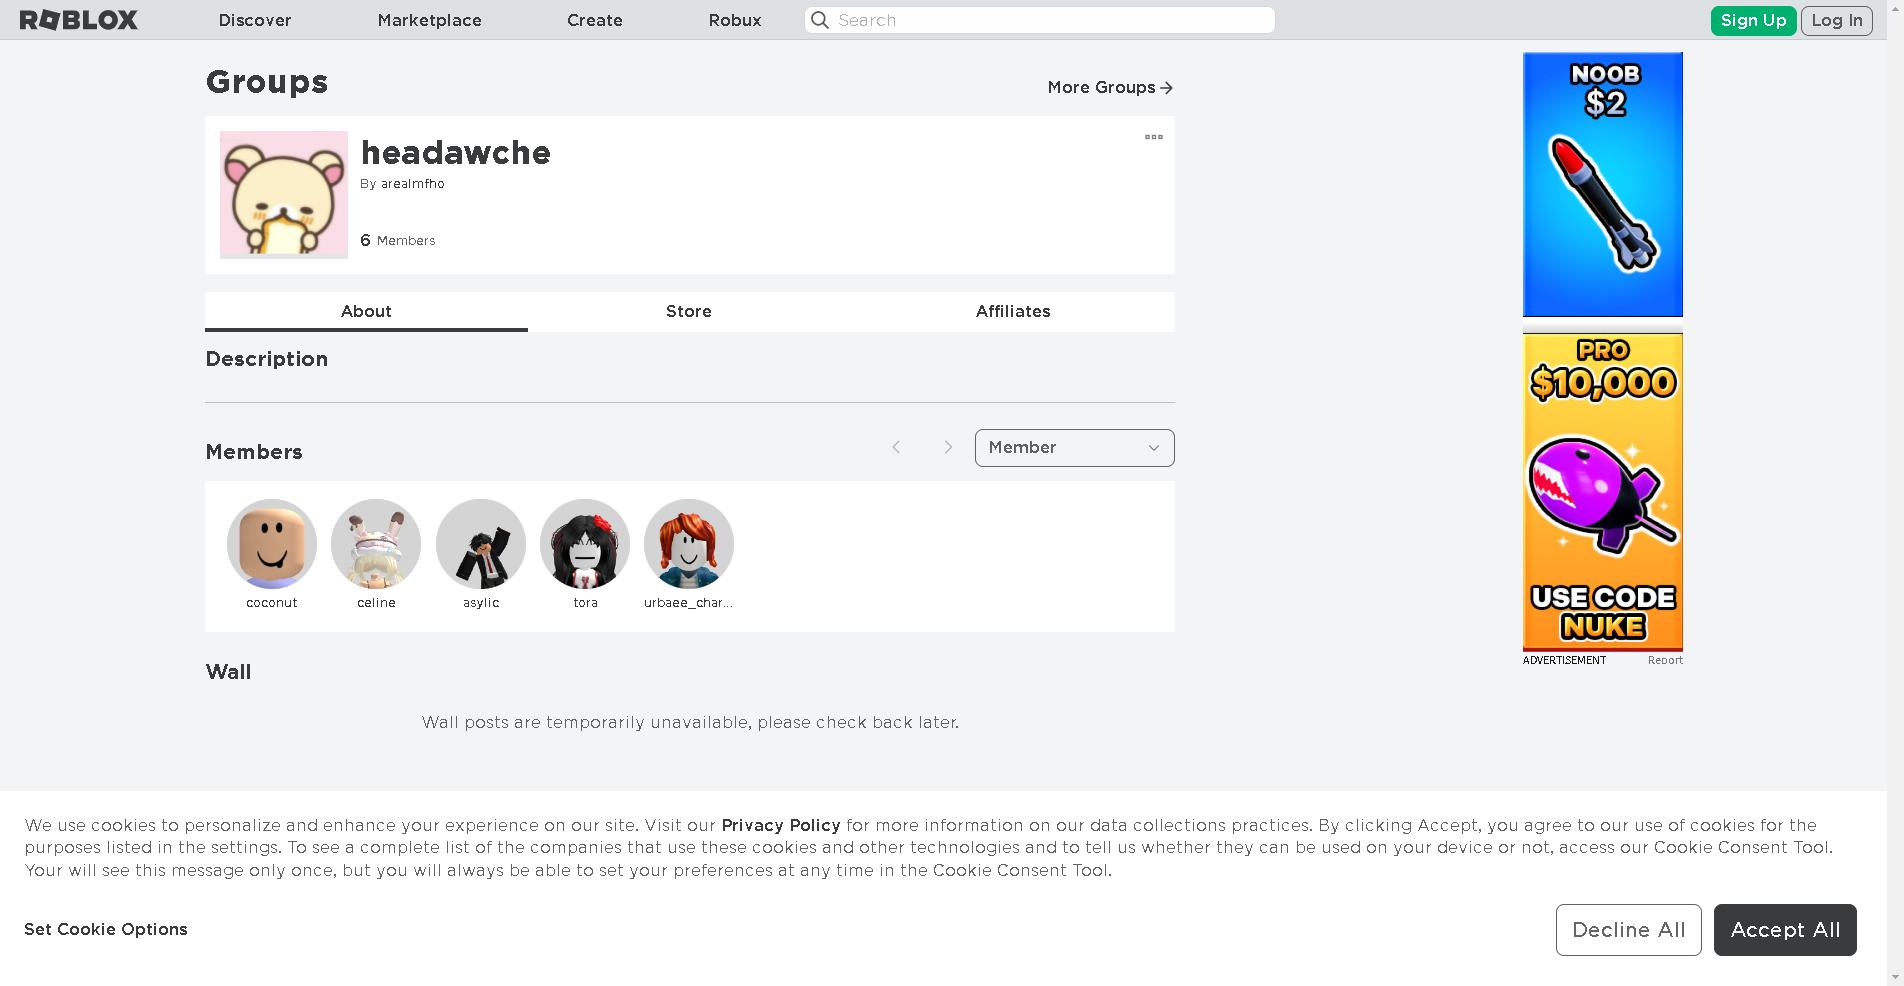 ROBLOX
Discover
Marketplace
Create
Robux
Search
Sign Up
Log In
Groups
More Groups
headawche
By arealmfho
6 Members
About
Store
Affiliates
Description
Members
Member
coconut
celine
asylic
tora
urbaee_char...
Wall
Wall posts are temporarily unavailable, please check back later.
NOOB
$2
PRO
$10,000
USE CODE
NUKE
ADVERTISEMENT
Report
We use cookies to personalize and enhance your experience on our site. Visit our Privacy Policy for more information on our data collections practices. By clicking Accept, you agree to our use of cookies for the
purposes listed in the settings. To see a complete list of the companies that use these cookies and other technologies and to tell us whether they can be used on your device or not, access our Cookie Consent Tool.
Your will see this message only once, but you will always be able to set your preferences at any time in the Cookie Consent Tool.
Set Cookie Options
Decline All
Accept All